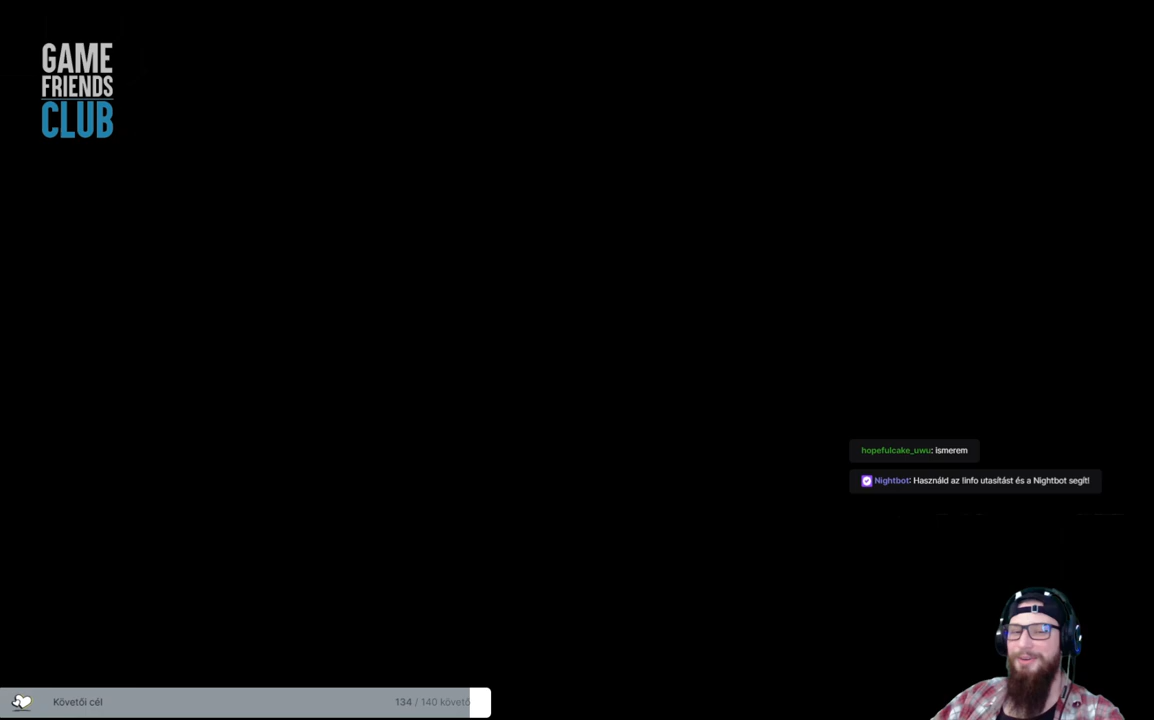 GAME
FRIENDS
CLUB
hopefulcake_uwu: ismerem
Nightbot: Használd az !info utasítást és a Nightbot segít!
Követői cél
134 / 140 követő